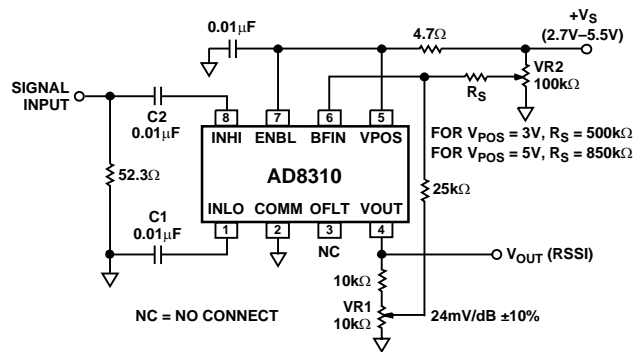 0.01µF
4.7Ω
+VS
(2.7V–5.5V)
SIGNAL
INPUT
C2
0.01µF
RS
VR2
100kΩ
8
7
6
5
INHI
ENBL
BFIN
VPOS
FOR VPOS = 3V, RS = 500kΩ
FOR VPOS = 5V, RS = 850kΩ
52.3Ω
AD8310
25kΩ
C1
0.01µF
INLO
COMM
OFLT
VOUT
1
2
3
4
NC
VOUT (RSSI)
10kΩ
VR1
10kΩ
24mV/dB ±10%
NC = NO CONNECT